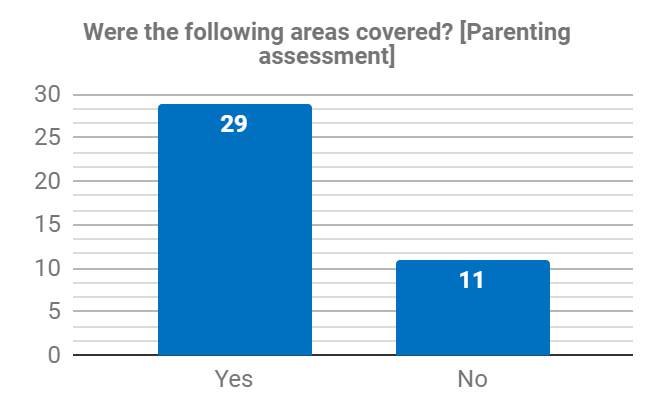 Were the following areas covered? [Parenting
assessment]
30
25
20
15
10
5
0
29
11
Yes
No